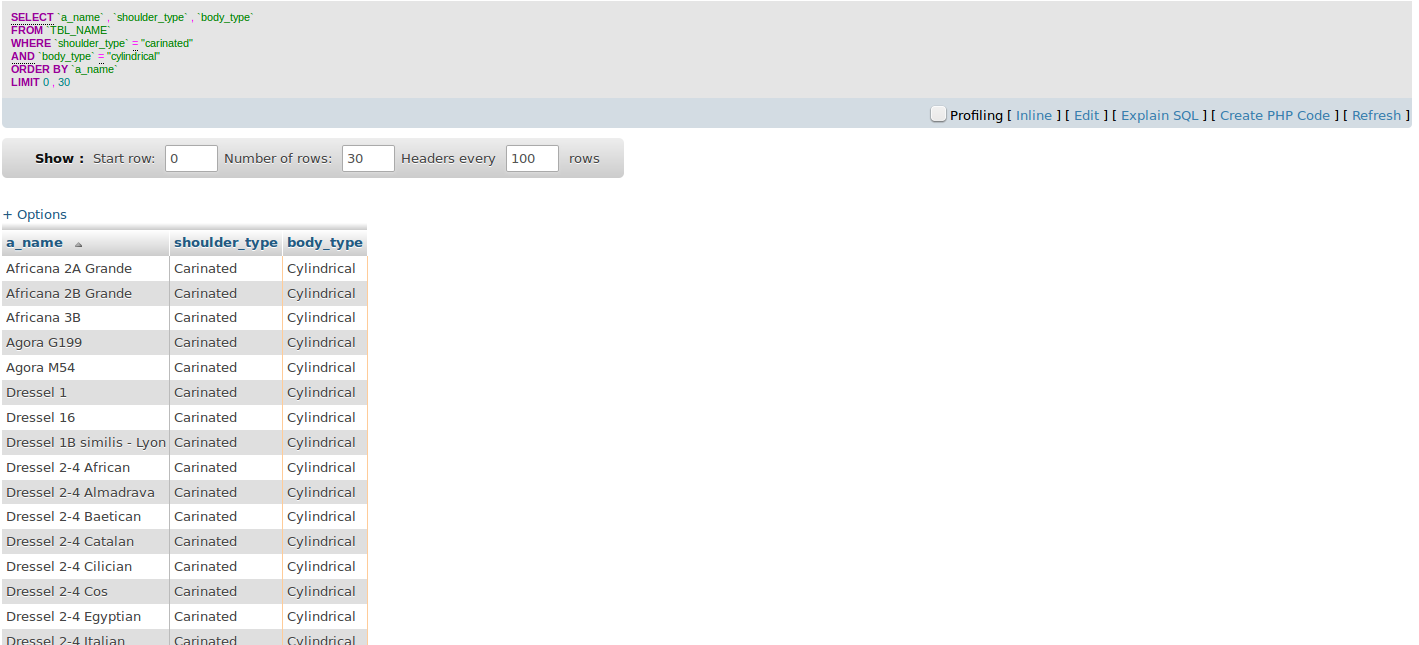 SELECT `a_name` , `shoulder_type` , `body_type`
FROM `TBL_NAME`
WHERE `shoulder_type` = "carinated"
AND `body_type` = "cylindrical"
ORDER BY `a_name`
LIMIT 0 , 30
Profiling [ Inline ] [ Edit ] [ Explain SQL ] [ Create PHP Code ] [ Refresh ]
Show : Start row: 0 Number of rows: 30 Headers every 100 rows
+ Options
a_name shoulder_type body_type
Africana 2A Grande Carinated Cylindrical
Africana 2B Grande Carinated Cylindrical
Africana 3B Carinated Cylindrical
Agora G199 Carinated Cylindrical
Agora M54 Carinated Cylindrical
Dressel 1 Carinated Cylindrical
Dressel 16 Carinated Cylindrical
Dressel 1B similis - Lyon Carinated Cylindrical
Dressel 2-4 African Carinated Cylindrical
Dressel 2-4 Almadrava Carinated Cylindrical
Dressel 2-4 Baetican Carinated Cylindrical
Dressel 2-4 Catalan Carinated Cylindrical
Dressel 2-4 Cilician Carinated Cylindrical
Dressel 2-4 Cos Carinated Cylindrical
Dressel 2-4 Egyptian Carinated Cylindrical
Dressel 2-4 Italian Carinated Cylindrical